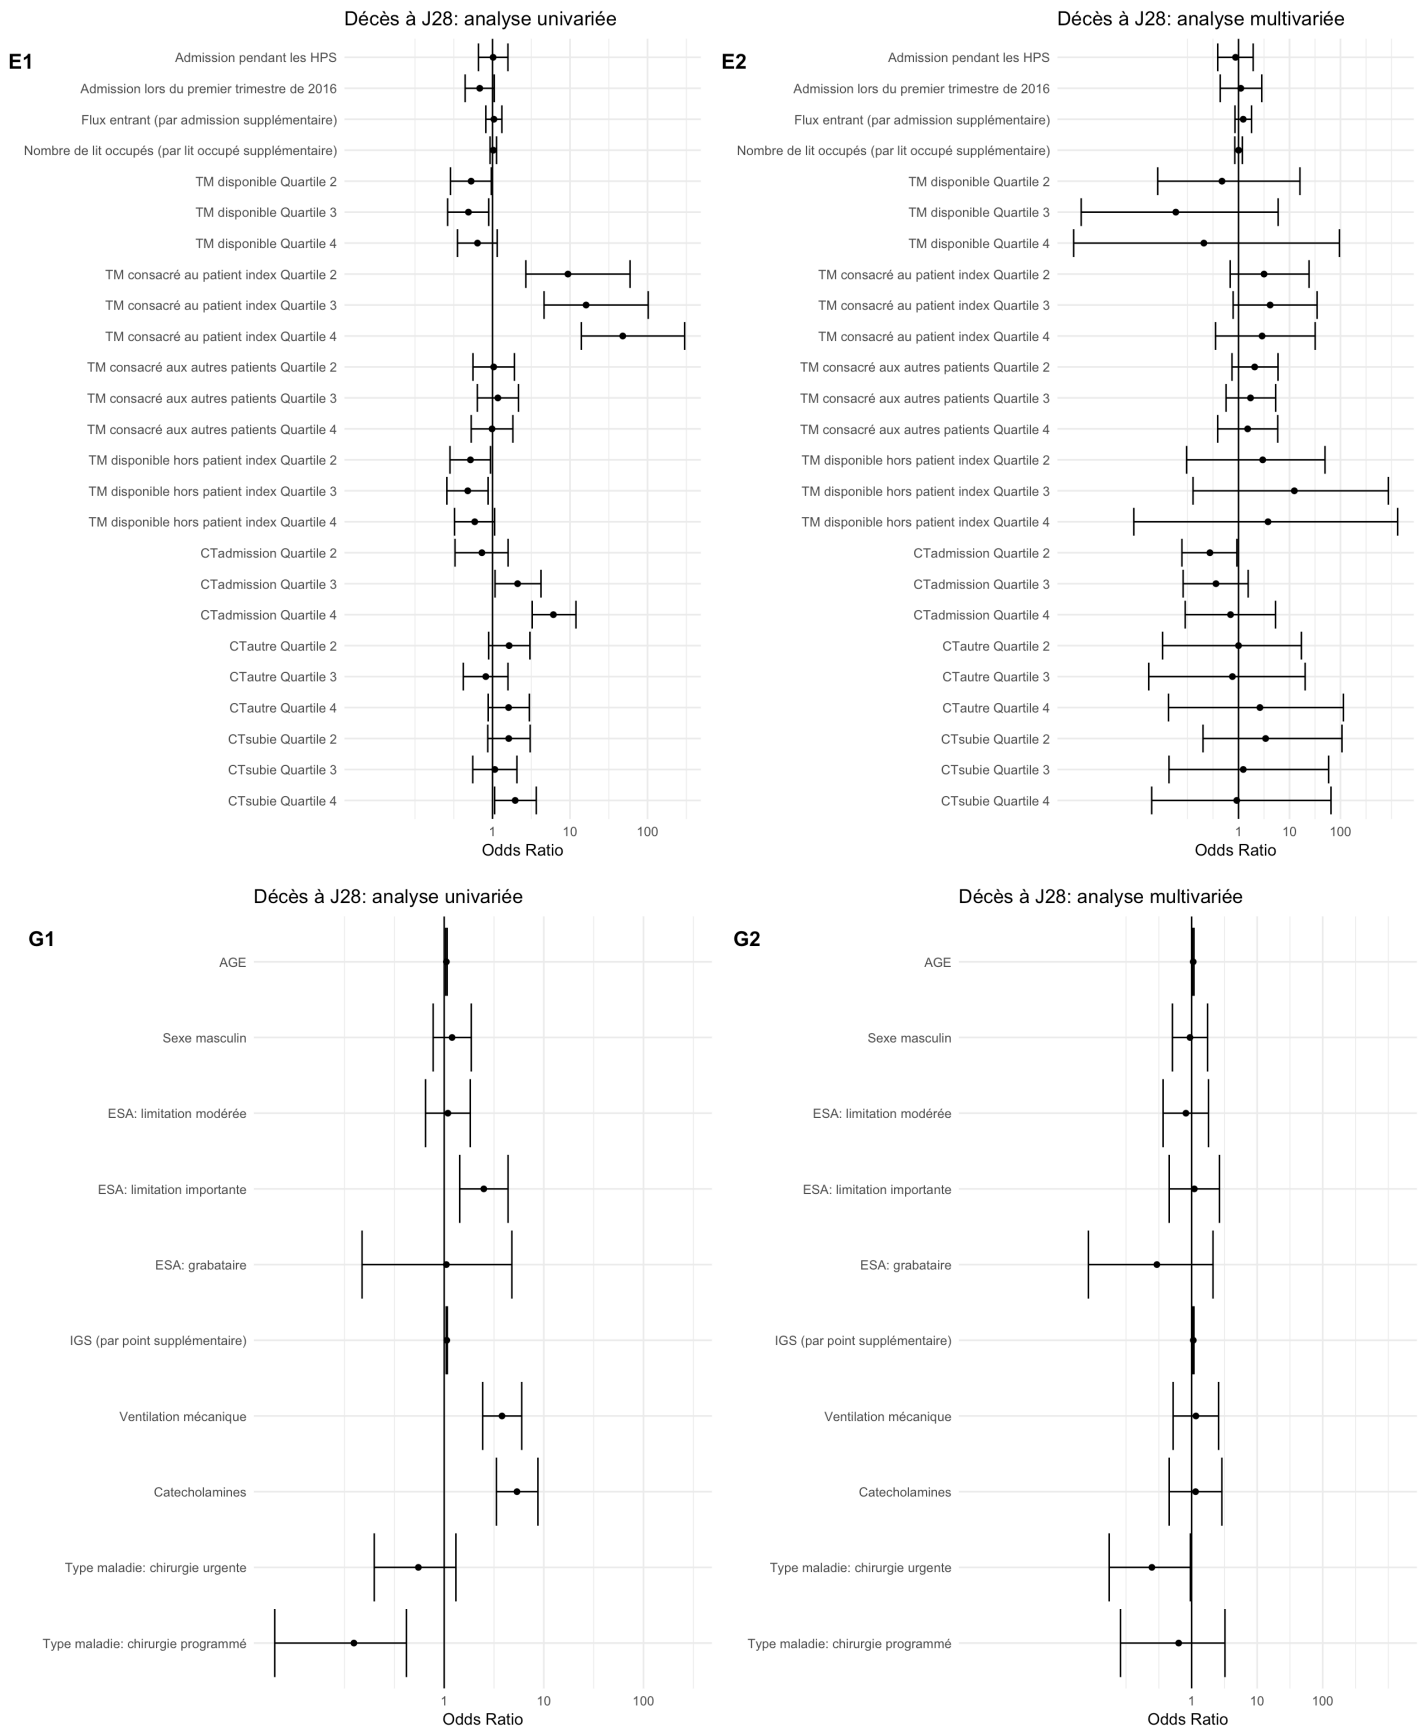 Décès à J28: analyse univariée
E1
Admission pendant les HPS
Admission lors du premier trimestre de 2016
Flux entrant (par admission supplémentaire)
Nombre de lit occupés (par lit occupé supplémentaire)
TM disponible Quartile 2
TM disponible Quartile 3
TM disponible Quartile 4
TM consacré au patient index Quartile 2
TM consacré au patient index Quartile 3
TM consacré au patient index Quartile 4
TM consacré aux autres patients Quartile 2
TM consacré aux autres patients Quartile 3
TM consacré aux autres patients Quartile 4
TM disponible hors patient index Quartile 2
TM disponible hors patient index Quartile 3
TM disponible hors patient index Quartile 4
CTadmission Quartile 2
CTadmission Quartile 3
CTadmission Quartile 4
CTautre Quartile 2
CTautre Quartile 3
CTautre Quartile 4
CTsubie Quartile 2
CTsubie Quartile 3
CTsubie Quartile 4
1 10 100
Odds Ratio
Décès à J28: analyse multivariée
E2
Admission pendant les HPS
Admission lors du premier trimestre de 2016
Flux entrant (par admission supplémentaire)
Nombre de lit occupés (par lit occupé supplémentaire)
TM disponible Quartile 2
TM disponible Quartile 3
TM disponible Quartile 4
TM consacré au patient index Quartile 2
TM consacré au patient index Quartile 3
TM consacré au patient index Quartile 4
TM consacré aux autres patients Quartile 2
TM consacré aux autres patients Quartile 3
TM consacré aux autres patients Quartile 4
TM disponible hors patient index Quartile 2
TM disponible hors patient index Quartile 3
TM disponible hors patient index Quartile 4
CTadmission Quartile 2
CTadmission Quartile 3
CTadmission Quartile 4
CTautre Quartile 2
CTautre Quartile 3
CTautre Quartile 4
CTsubie Quartile 2
CTsubie Quartile 3
CTsubie Quartile 4
1 10 100
Odds Ratio
Décès à J28: analyse univariée
G1
AGE
Sexe masculin
ESA: limitation modérée
ESA: limitation importante
ESA: grabataire
IGS (par point supplémentaire)
Ventilation mécanique
Catecholamines
Type maladie: chirurgie urgente
Type maladie: chirurgie programmé
1 10 100
Odds Ratio
Décès à J28: analyse multivariée
G2
AGE
Sexe masculin
ESA: limitation modérée
ESA: limitation importante
ESA: grabataire
IGS (par point supplémentaire)
Ventilation mécanique
Catecholamines
Type maladie: chirurgie urgente
Type maladie: chirurgie programmé
1 10 100
Odds Ratio